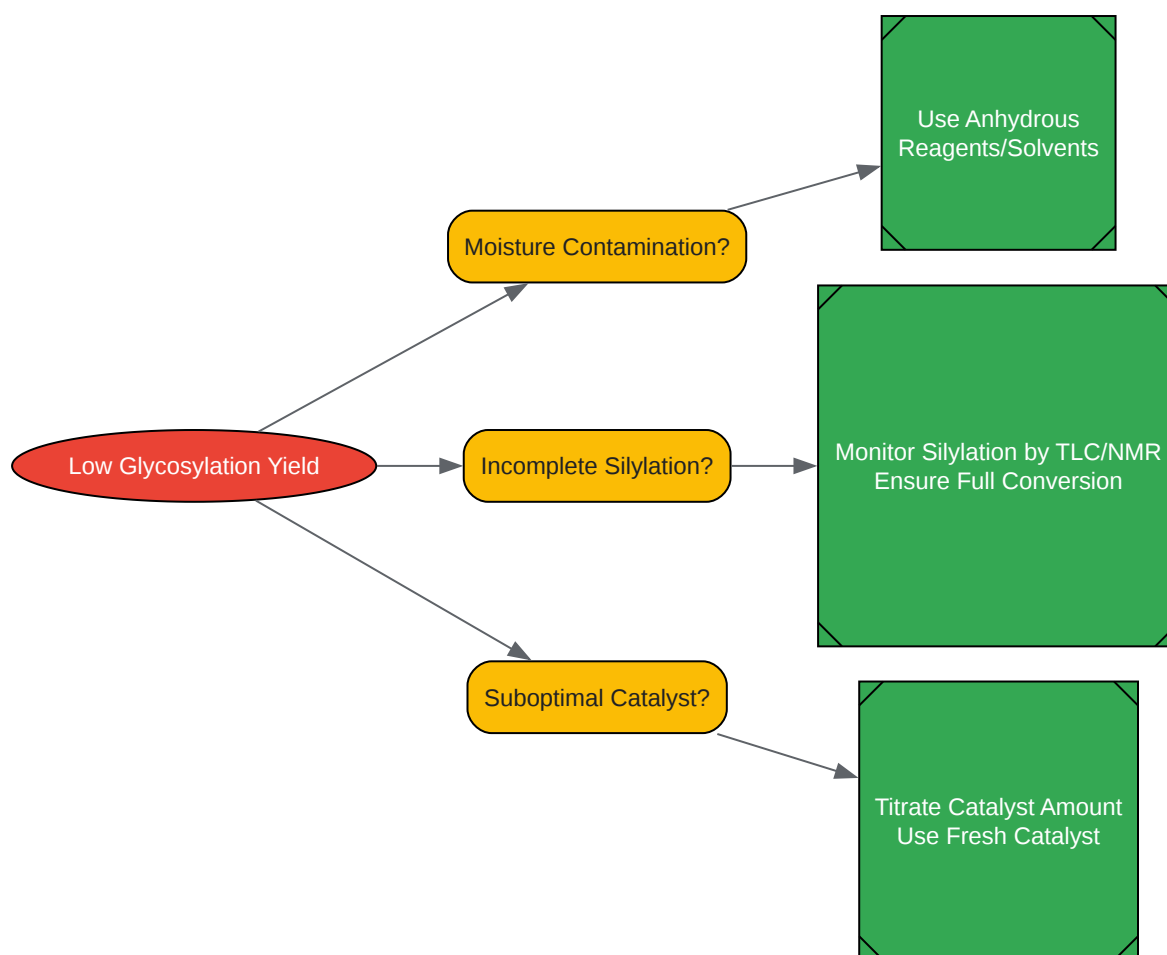 Low Glycosylation Yield
Moisture Contamination?
Incomplete Silylation?
Suboptimal Catalyst?
Use Anhydrous
Reagents/Solvents
Monitor Silylation by TLC/NMR
Ensure Full Conversion
Titrate Catalyst Amount
Use Fresh Catalyst